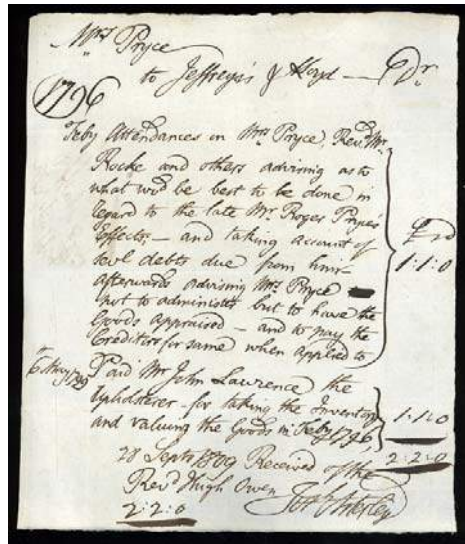 Mrs Pryce
to Jeffreys & Lloyd — Dr
1796
Feby Attendances on Mrs Pryce, Revd Mr
Rocke and others advising as to
what wod be best to be done in
regard to the late Mr Roger Pryce's
Effects, — and taking account of
sevl debts due from him —
afterwards advising Mrs Pryce
not to administer but to have the
Goods appraised — and to pay the
Creditors for same when applied to
£ s d
1:1:0
6 May 1799 Paid Mr John Lawrence the
Upholsterer for taking the Inventory
and valuing the Goods in Feby 1796
1:1:0
2:2:0
28 Septr 1809 Received of the
Revd Hugh Owen
2:2:0